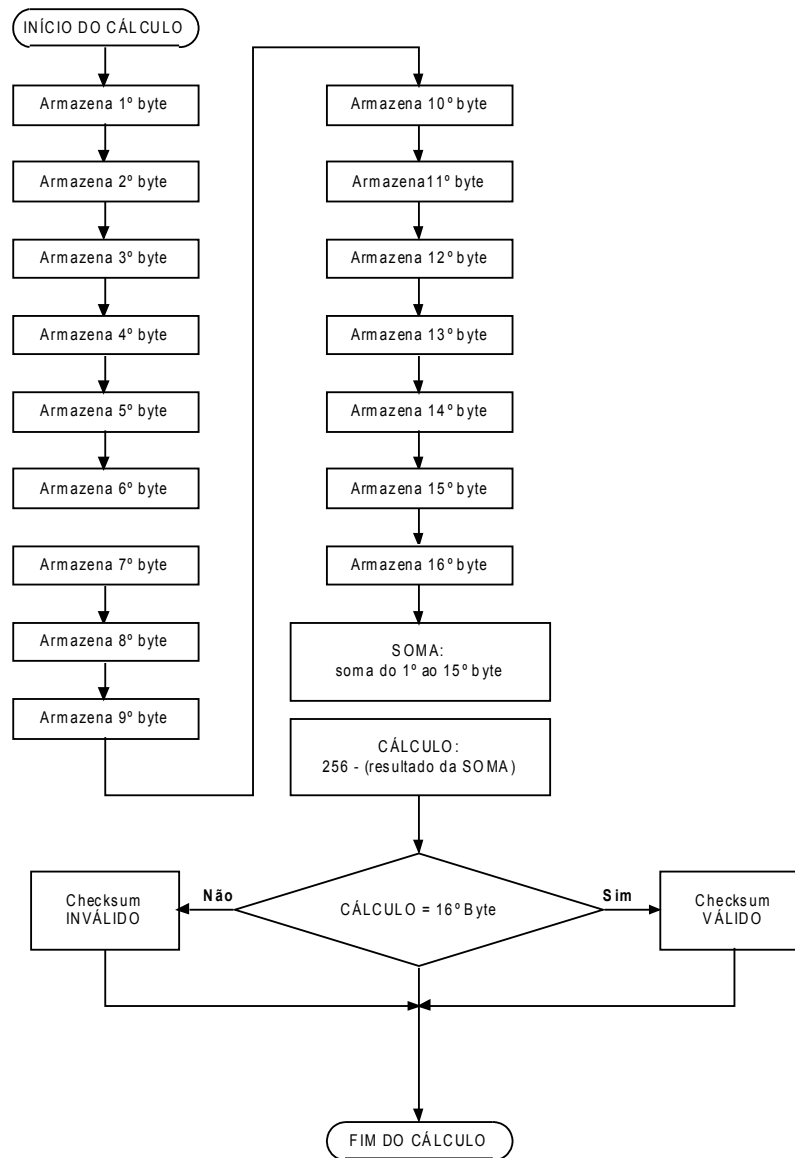 INÍCIO DO CÁLCULO
Armazena 1º byte
Armazena 2º byte
Armazena 3º byte
Armazena 4º byte
Armazena 5º byte
Armazena 6º byte
Armazena 7º byte
Armazena 8º byte
Armazena 9º byte
Armazena 10º byte
Armazena11º byte
Armazena 12º byte
Armazena 13º byte
Armazena 14º byte
Armazena 15º byte
Armazena 16º byte
SOMA:
soma do 1º ao 15º byte
CÁLCULO:
256 - (resultado da SOMA)
CÁLCULO = 16º Byte
Não
Checksum
INVÁLIDO
Sim
Checksum
VÁLIDO
FIM DO CÁLCULO